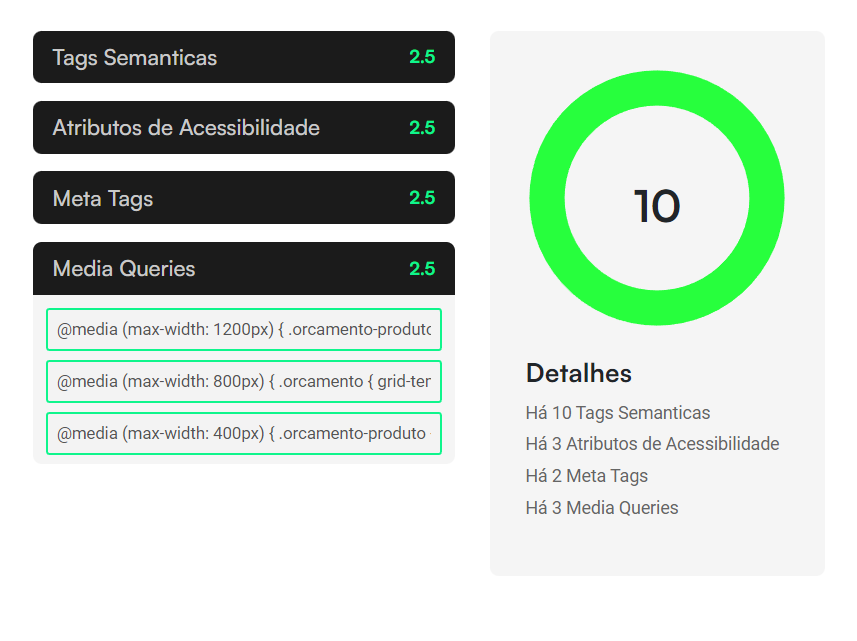 Tags Semanticas 2.5
Atributos de Acessibilidade 2.5
Meta Tags 2.5
Media Queries 2.5
@media (max-width: 1200px) { .orcamento-produto
@media (max-width: 800px) { .orcamento { grid-ter
@media (max-width: 400px) { .orcamento-produto
10
Detalhes
Há 10 Tags Semanticas
Há 3 Atributos de Acessibilidade
Há 2 Meta Tags
Há 3 Media Queries